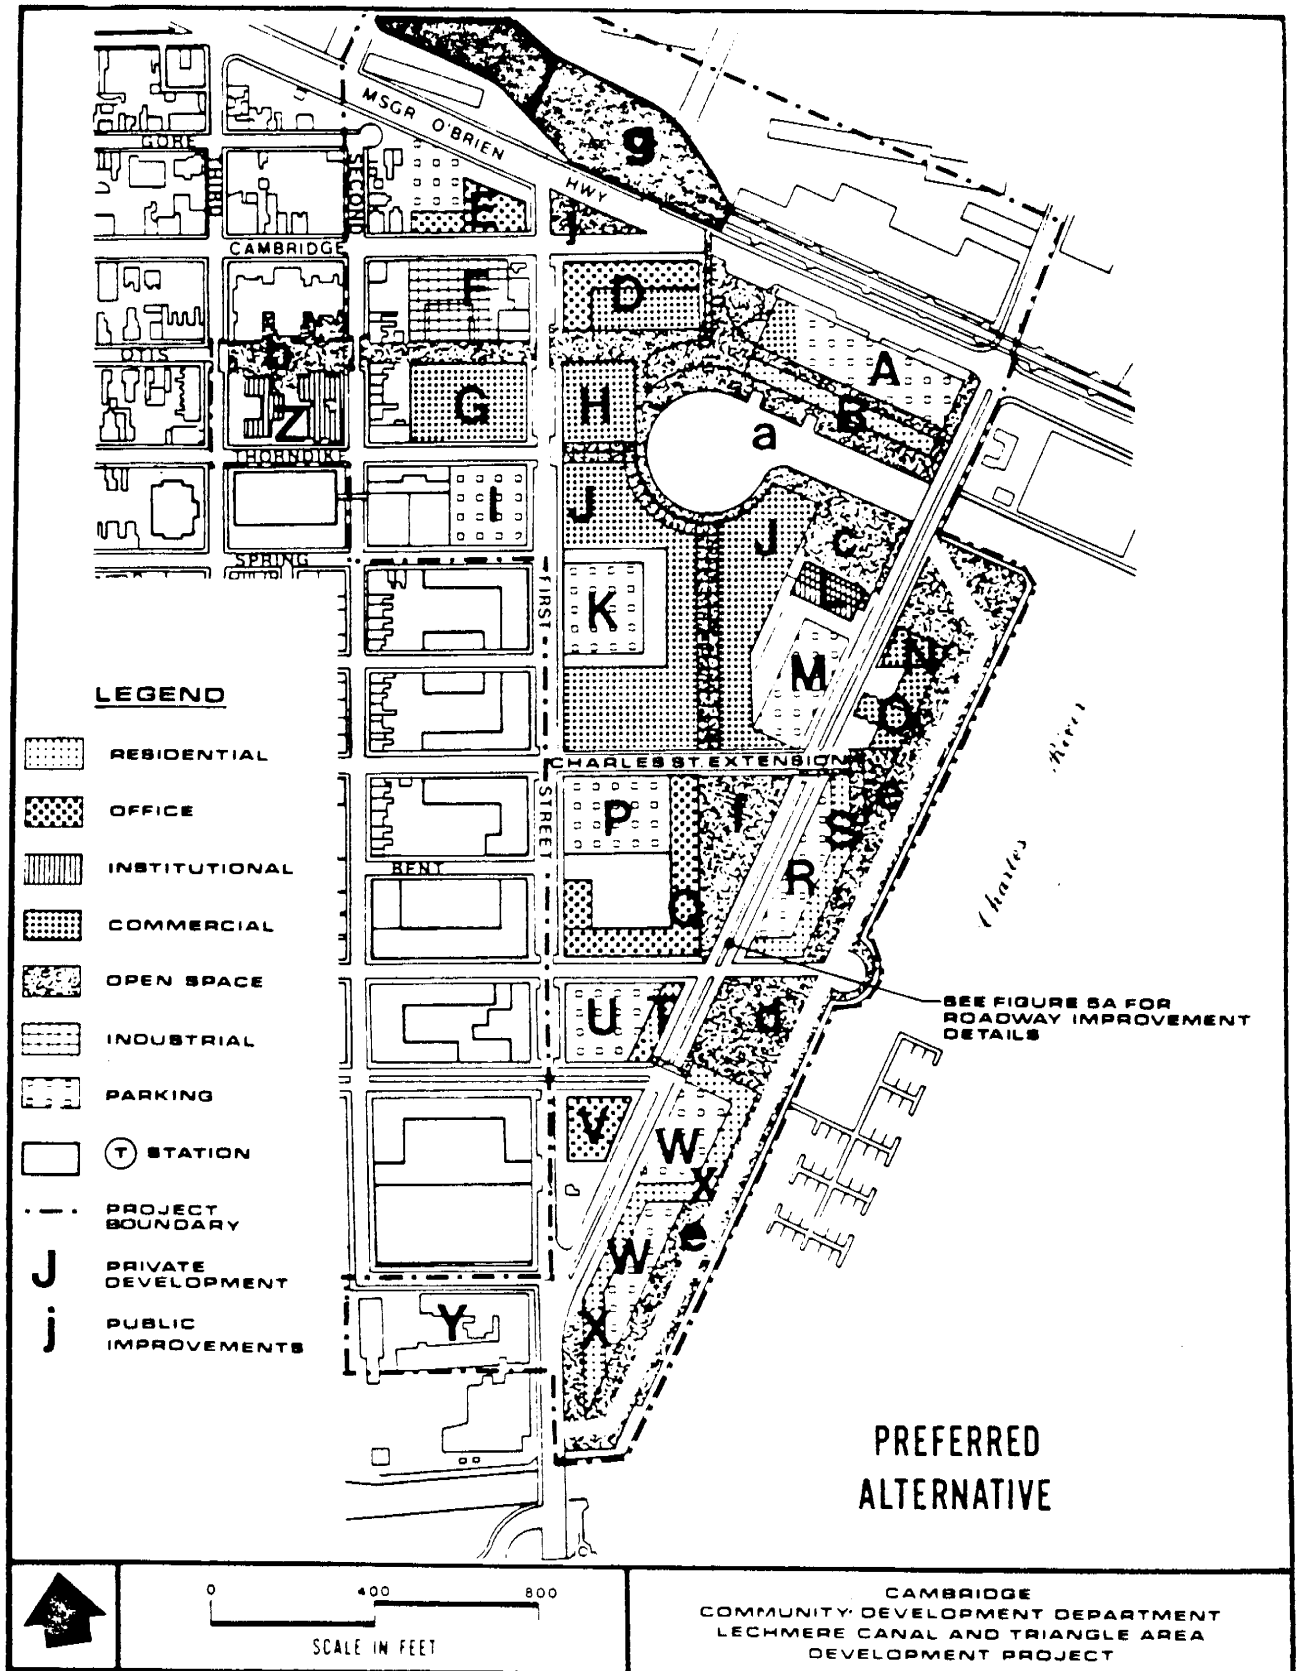 MSGR O'BRIEN
HWY
GORE
THIRD
SECOND
CAMBRIDGE
OTIS
THORNDIKE
SPRING
FIRST
STREET
CHARLES ST. EXTENSION
BENT
g
E
j
F
D
A
b
Z
G
H
B
a
I
J
J
c
K
L
M
N
O
P
f
S
e
R
Q
U
T
d
V
W
X
e
W
X
Y
Charles
River
SEE FIGURE 5A FOR
ROADWAY IMPROVEMENT
DETAILS
LEGEND
RESIDENTIAL
OFFICE
INSTITUTIONAL
COMMERCIAL
OPEN SPACE
INDUSTRIAL
PARKING
T STATION
PROJECT
BOUNDARY
J PRIVATE
DEVELOPMENT
j PUBLIC
IMPROVEMENTS
PREFERRED
ALTERNATIVE
0 400 800
SCALE IN FEET
CAMBRIDGE
COMMUNITY DEVELOPMENT DEPARTMENT
LECHMERE CANAL AND TRIANGLE AREA
DEVELOPMENT PROJECT